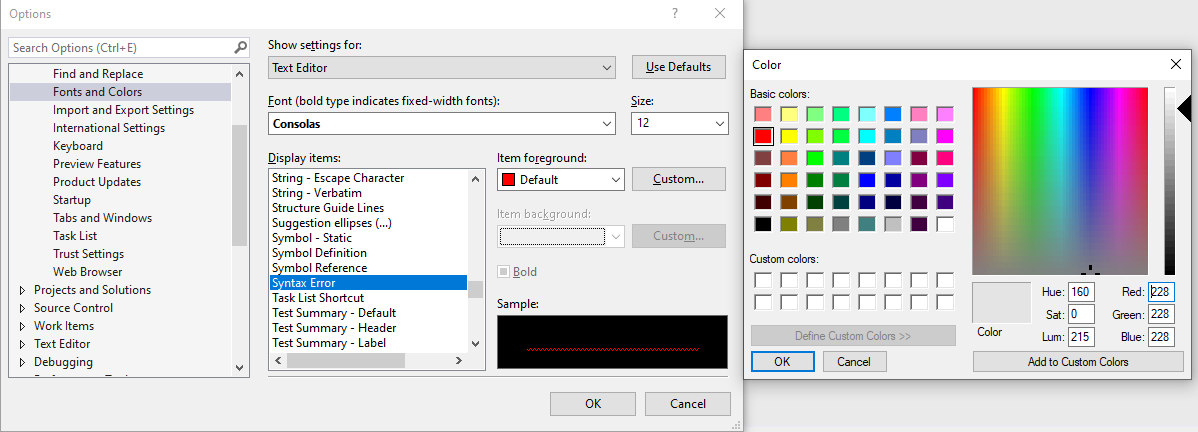 Options
?
Search Options (Ctrl+E)
Find and Replace
Fonts and Colors
Import and Export Settings
International Settings
Keyboard
Preview Features
Product Updates
Startup
Tabs and Windows
Task List
Trust Settings
Web Browser
Projects and Solutions
Source Control
Work Items
Text Editor
Debugging
Show settings for:
Text Editor
Use Defaults
Font (bold type indicates fixed-width fonts):
Size:
Consolas
12
Display items:
String - Escape Character
String - Verbatim
Structure Guide Lines
Suggestion ellipses (...)
Symbol - Static
Symbol Definition
Symbol Reference
Syntax Error
Task List Shortcut
Test Summary - Default
Test Summary - Header
Test Summary - Label
Item foreground:
Default
Custom...
Item background:
Custom...
Bold
Sample:
OK
Cancel
Color
Basic colors:
Custom colors:
Define Custom Colors >>
OK
Cancel
Color
Hue: 160
Sat: 0
Lum: 215
Red: 228
Green: 228
Blue: 228
Add to Custom Colors